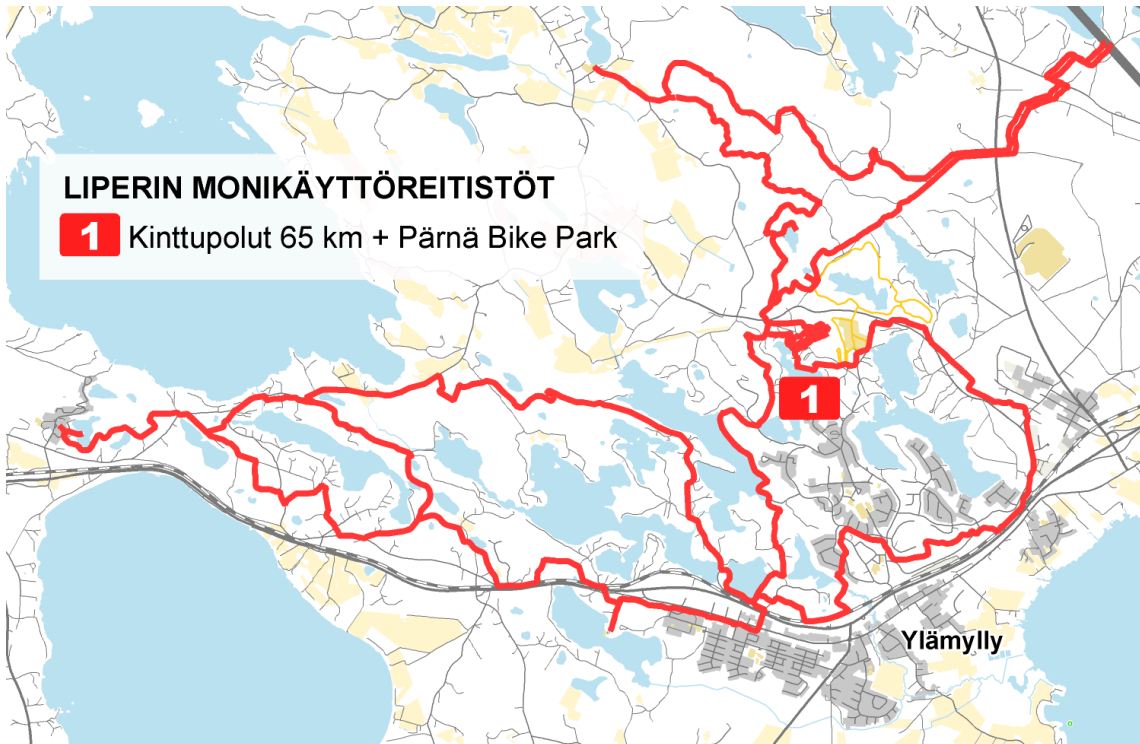 LIPERIN MONIKÄYTTÖREITISTÖT
1 Kinttupolut 65 km + Pärnä Bike Park
1
Ylämylly